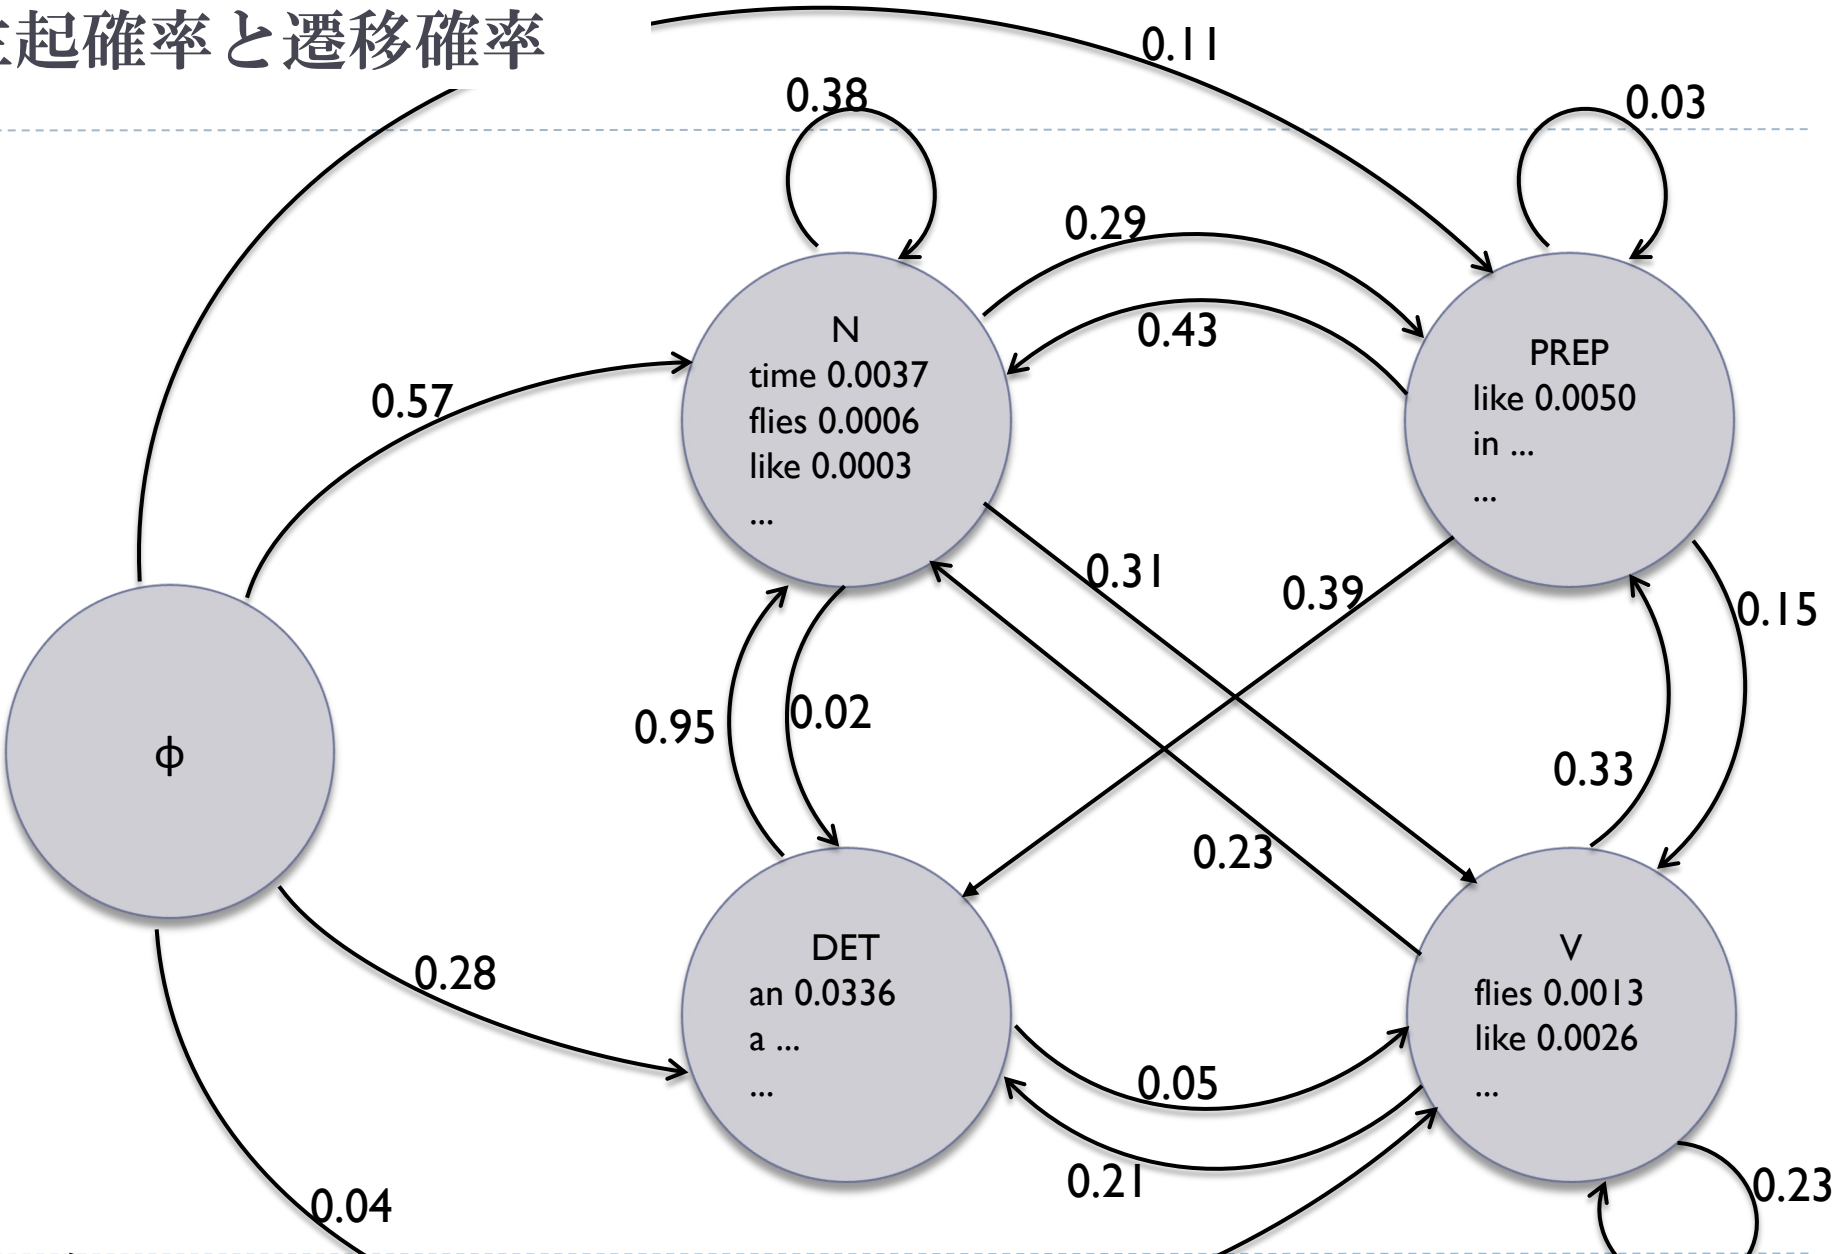 起確率と遷移確率
0.11
0.38
0.03
0.29
0.43
0.57
N
time 0.0037
flies 0.0006
like 0.0003
...
PREP
like 0.0050
in ...
...
0.31
0.39
0.15
0.95
0.02
0.33
0.23
ф
0.28
DET
an 0.0336
a ...
...
V
flies 0.0013
like 0.0026
...
0.05
0.21
0.23
0.04